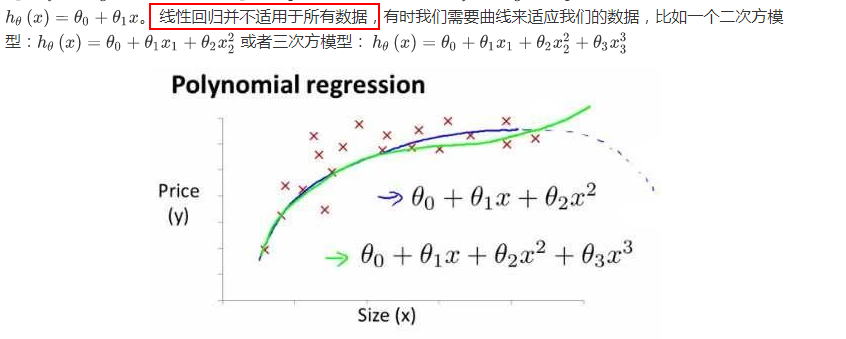 h_θ (x) = θ₀ + θ₁x。 线性回归并不适用于所有数据，有时我们需要曲线来适应我们的数据，比如一个二次方模
型：h_θ (x) = θ₀ + θ₁x₁ + θ₂x₂² 或者三次方模型： h_θ (x) = θ₀ + θ₁x₁ + θ₂x₂² + θ₃x₃³
Polynomial regression
Price
(y)
θ₀ + θ₁x + θ₂x²
θ₀ + θ₁x + θ₂x² + θ₃x³
Size (x)